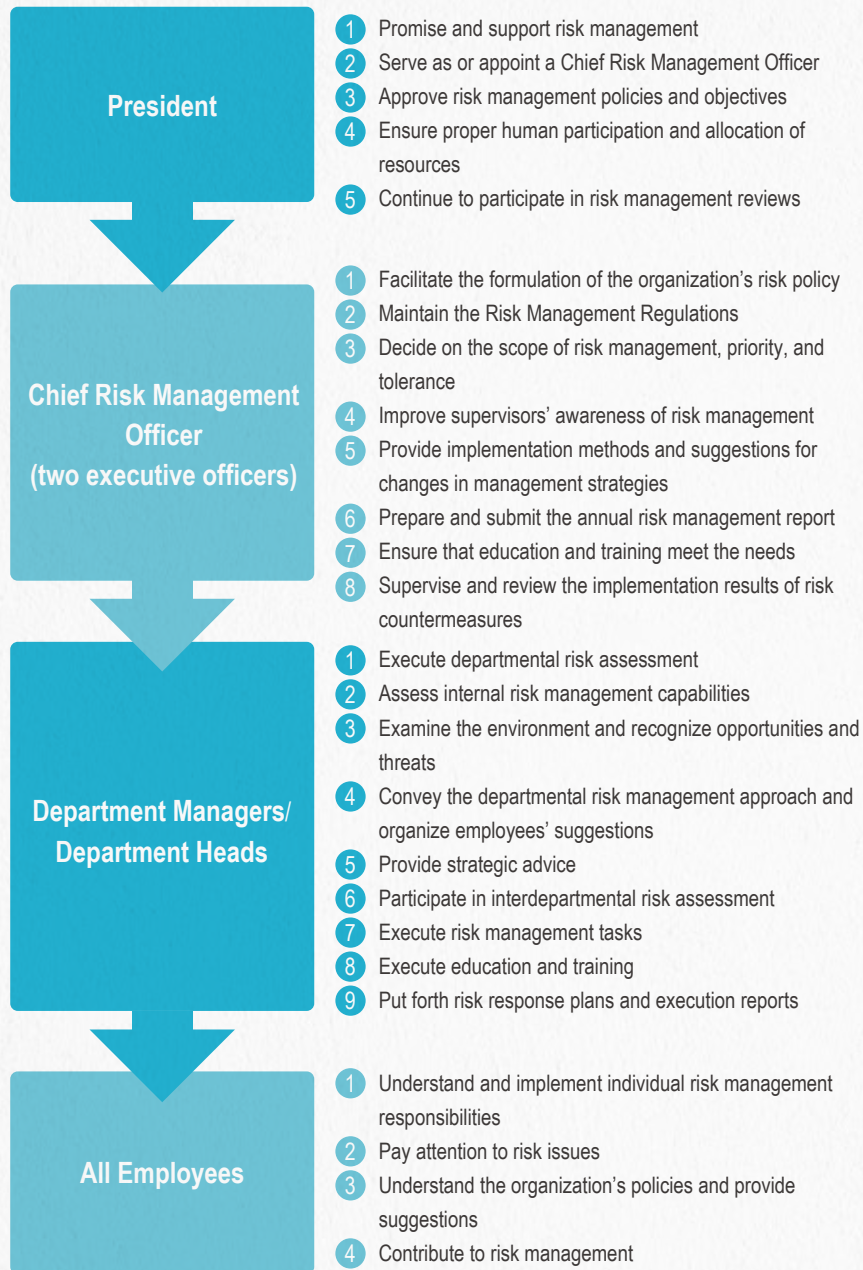 President
1 Promise and support risk management
2 Serve as or appoint a Chief Risk Management Officer
3 Approve risk management policies and objectives
4 Ensure proper human participation and allocation of
resources
5 Continue to participate in risk management reviews
Chief Risk Management
Officer
(two executive officers)
1 Facilitate the formulation of the organization’s risk policy
2 Maintain the Risk Management Regulations
3 Decide on the scope of risk management, priority, and
tolerance
4 Improve supervisors’ awareness of risk management
5 Provide implementation methods and suggestions for
changes in management strategies
6 Prepare and submit the annual risk management report
7 Ensure that education and training meet the needs
8 Supervise and review the implementation results of risk
countermeasures
Department Managers/
Department Heads
1 Execute departmental risk assessment
2 Assess internal risk management capabilities
3 Examine the environment and recognize opportunities and
threats
4 Convey the departmental risk management approach and
organize employees’ suggestions
5 Provide strategic advice
6 Participate in interdepartmental risk assessment
7 Execute risk management tasks
8 Execute education and training
9 Put forth risk response plans and execution reports
All Employees
1 Understand and implement individual risk management
responsibilities
2 Pay attention to risk issues
3 Understand the organization’s policies and provide
suggestions
4 Contribute to risk management